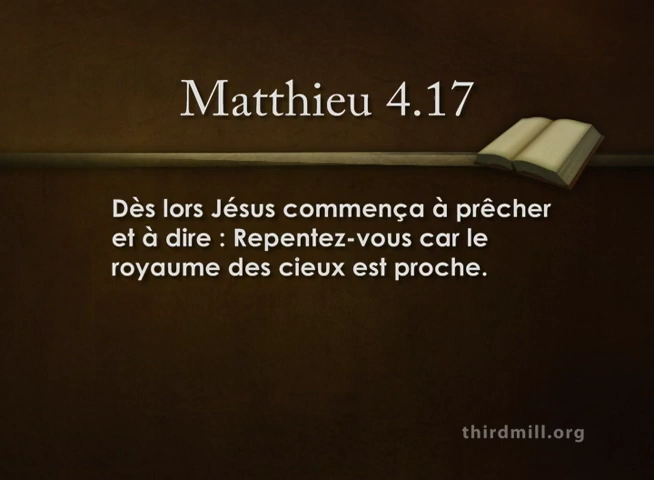 Matthieu 4.17
Dès lors Jésus commença à prêcher
et à dire : Repentez-vous car le
royaume des cieux est proche.
thirdmill.org